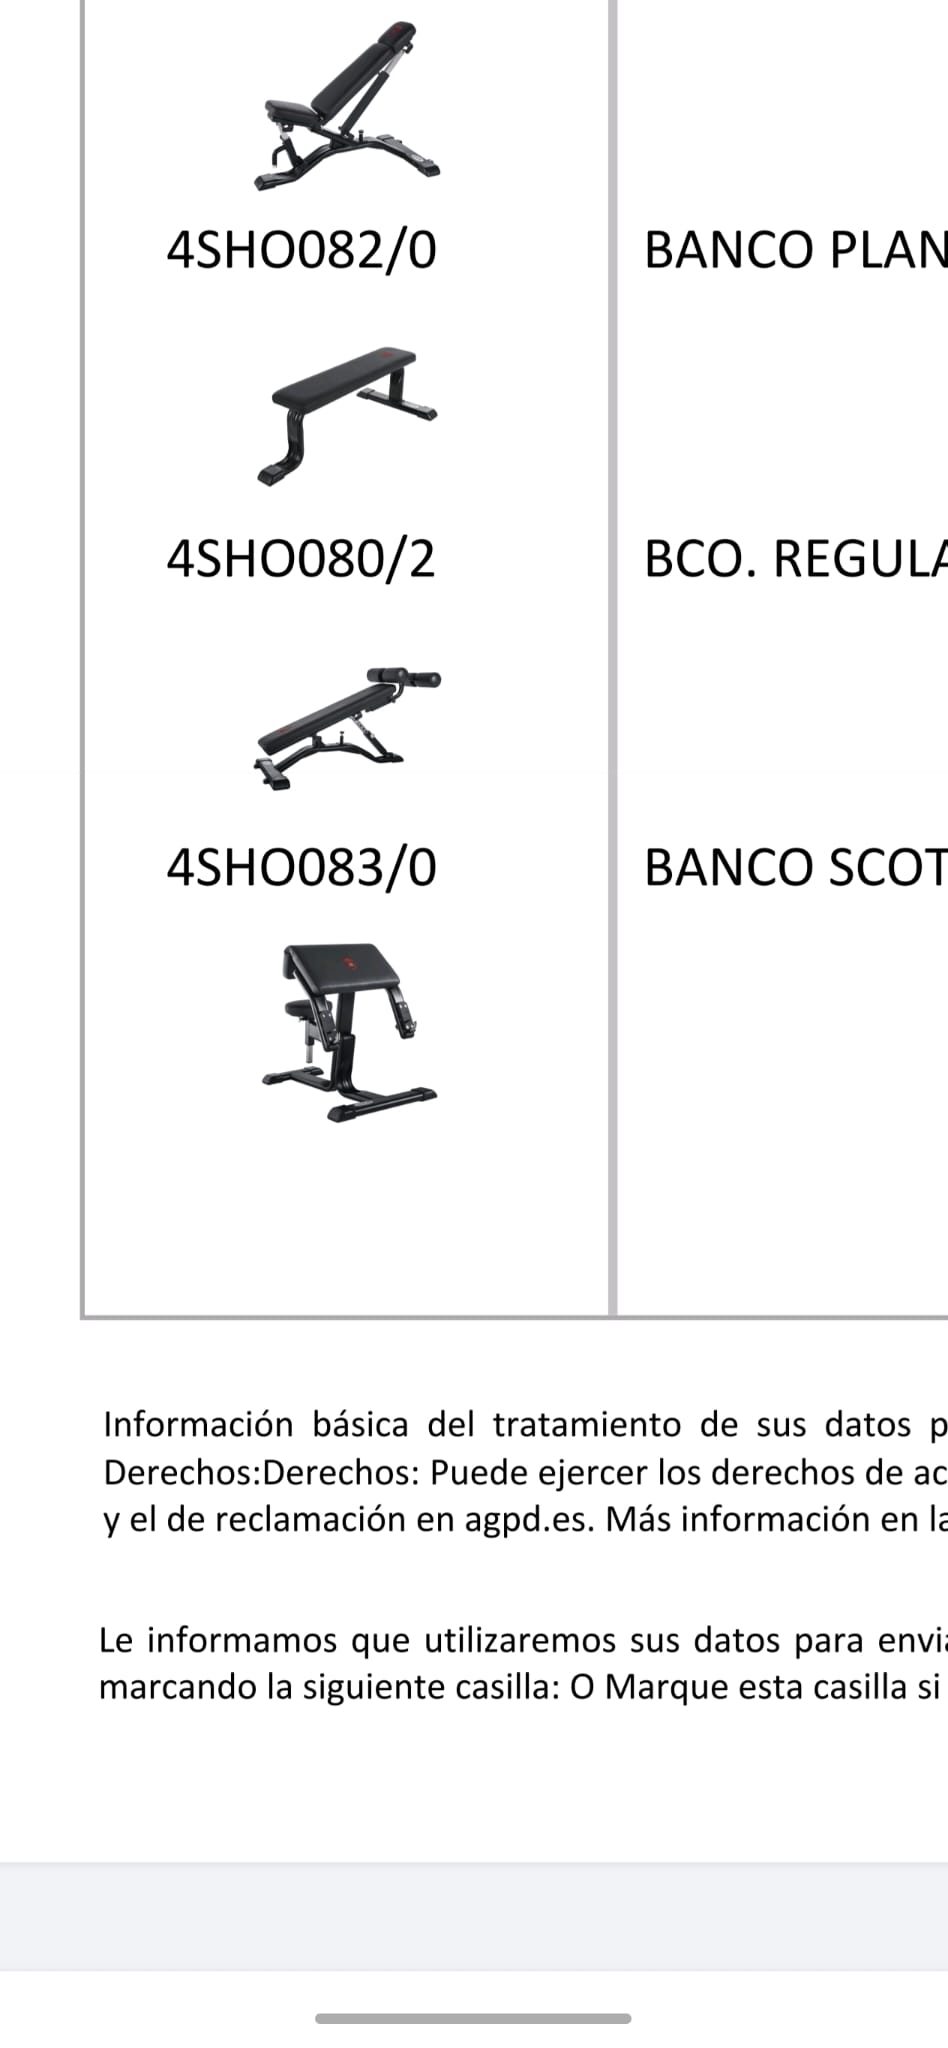 4SHO082/0 BANCO PLAN
4SHO080/2 BCO. REGULA
4SHO083/0 BANCO SCOT
Información básica del tratamiento de sus datos p
Derechos:Derechos: Puede ejercer los derechos de ac
y el de reclamación en agpd.es. Más información en la
Le informamos que utilizaremos sus datos para envia
marcando la siguiente casilla: O Marque esta casilla si